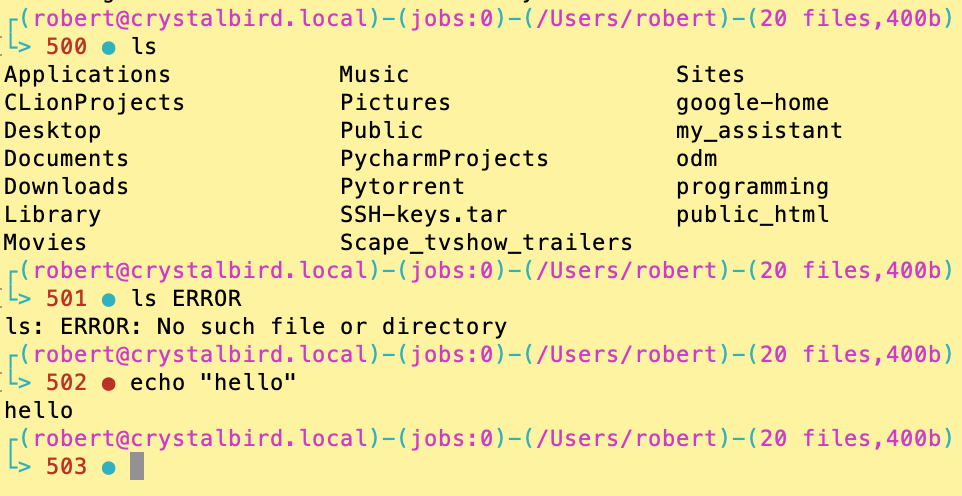 ┌(robert@crystalbird.local)-(jobs:0)-(/Users/robert)-(20 files,400b)
└> 500 ● ls
Applications Music Sites
CLionProjects Pictures google-home
Desktop Public my_assistant
Documents PycharmProjects odm
Downloads Pytorrent programming
Library SSH-keys.tar public_html
Movies Scape_tvshow_trailers
┌(robert@crystalbird.local)-(jobs:0)-(/Users/robert)-(20 files,400b)
└> 501 ● ls ERROR
ls: ERROR: No such file or directory
┌(robert@crystalbird.local)-(jobs:0)-(/Users/robert)-(20 files,400b)
└> 502 ● echo "hello"
hello
┌(robert@crystalbird.local)-(jobs:0)-(/Users/robert)-(20 files,400b)
└> 503 ●